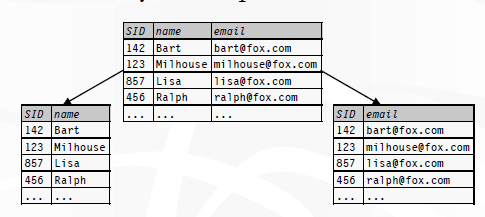 SID name email
142 Bart bart@fox.com
123 Milhouse milhouse@fox.com
857 Lisa lisa@fox.com
456 Ralph ralph@fox.com
... ... ...
SID name
142 Bart
123 Milhouse
857 Lisa
456 Ralph
... ...
SID email
142 bart@fox.com
123 milhouse@fox.com
857 lisa@fox.com
456 ralph@fox.com
... ...